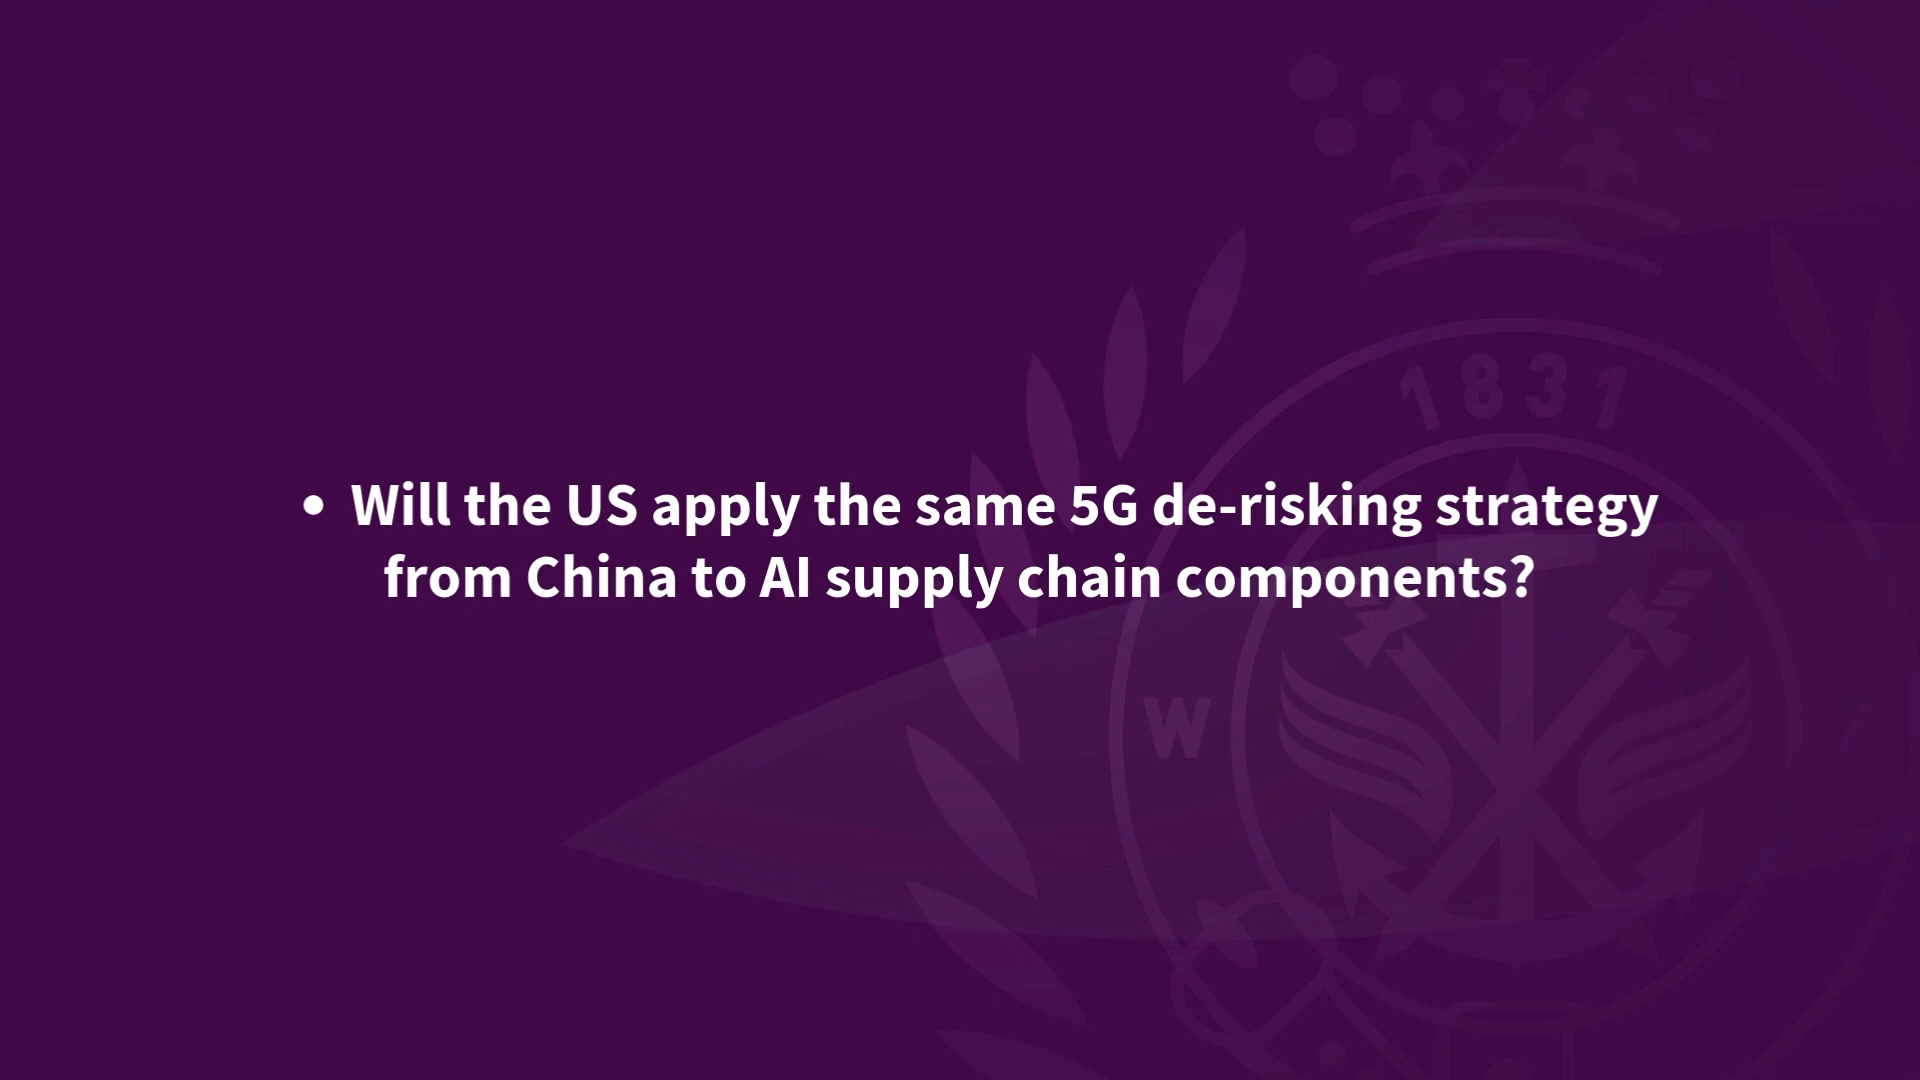 • Will the US apply the same 5G de-risking strategy
from China to AI supply chain components?
1831
W